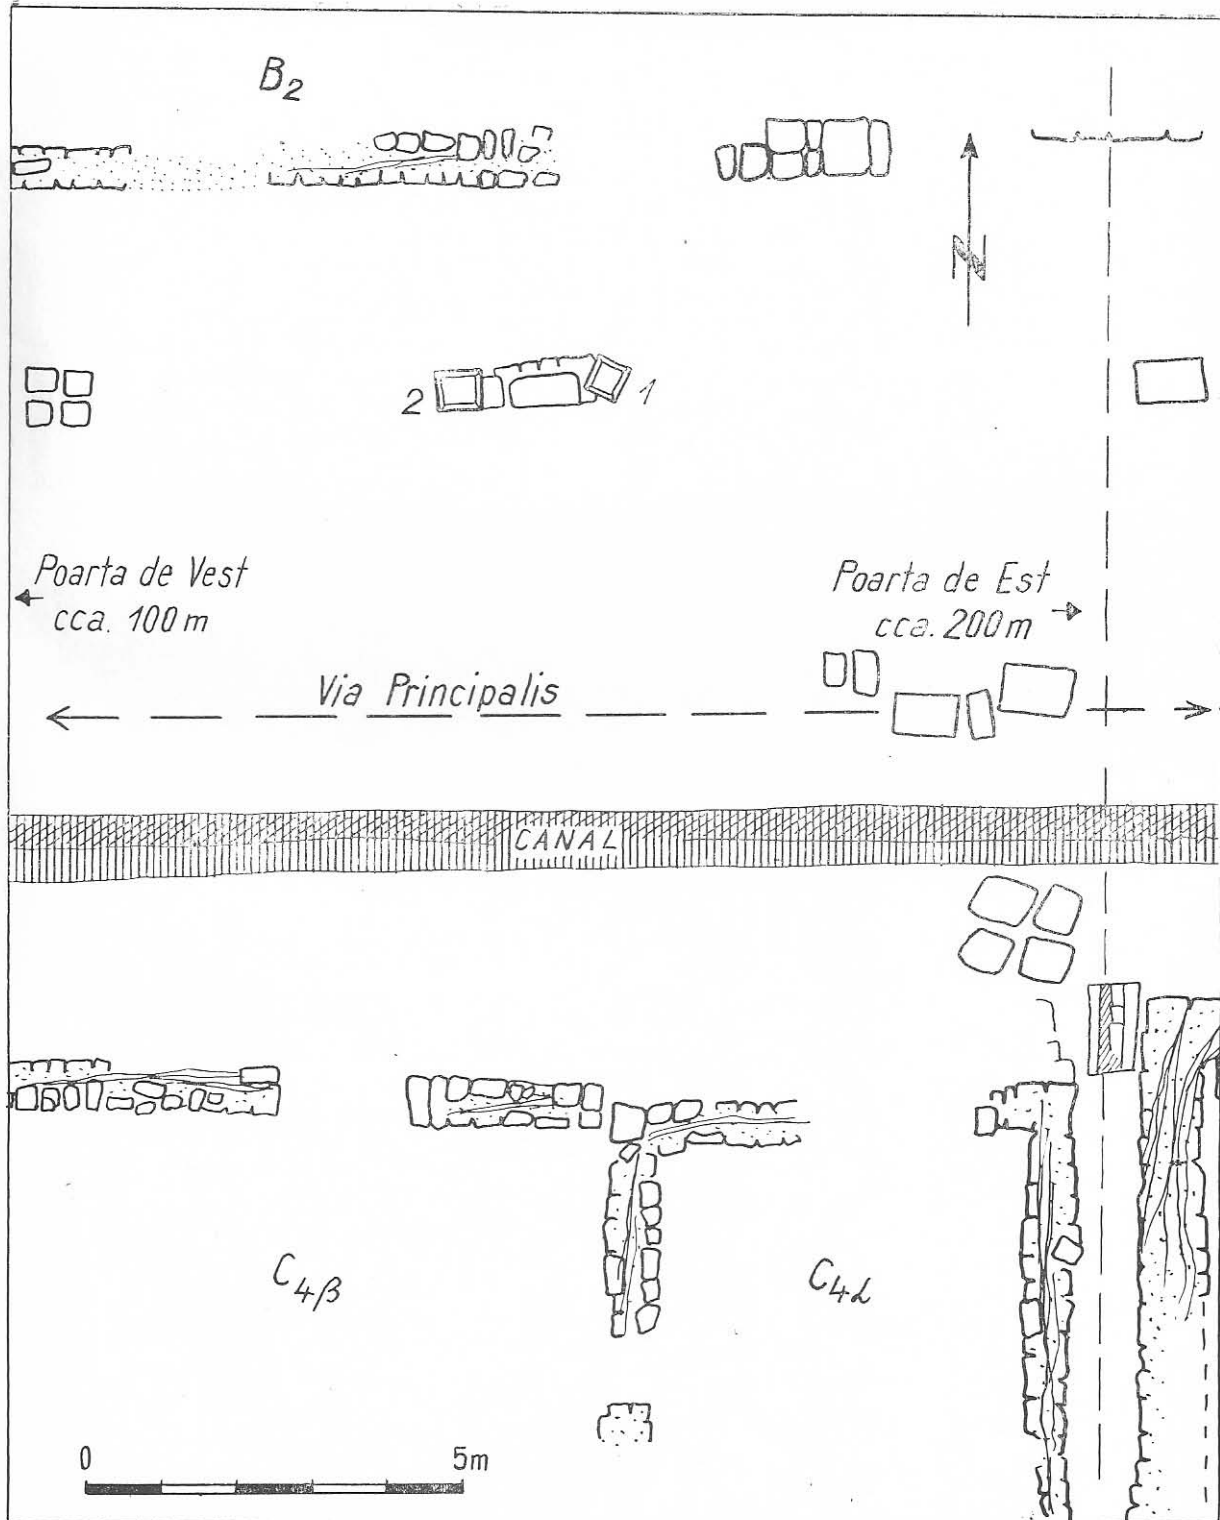 B₂
N
2
1
Poarta de Vest
cca. 100 m
Poarta de Est
cca. 200 m
Via Principalis
CANAL
C₄β
C₄α
0 5m